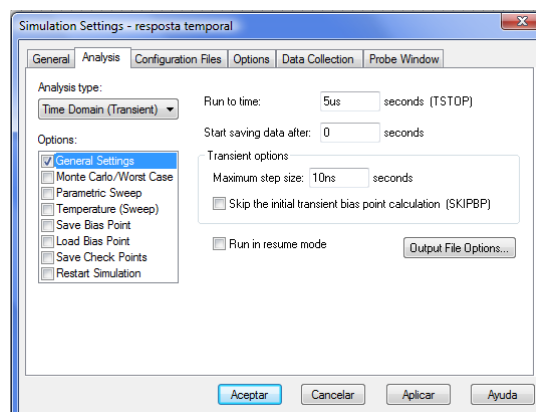 Simulation Settings - resposta temporal
General Analysis Configuration Files Options Data Collection Probe Window
Analysis type:
Time Domain (Transient)
Options:
General Settings
Monte Carlo/Worst Case
Parametric Sweep
Temperature (Sweep)
Save Bias Point
Load Bias Point
Save Check Points
Restart Simulation
Run to time: 5us seconds (TSTOP)
Start saving data after: 0 seconds
Transient options
Maximum step size: 10ns seconds
Skip the initial transient bias point calculation (SKIPBP)
Run in resume mode
Output File Options...
Aceptar Cancelar Aplicar Ayuda